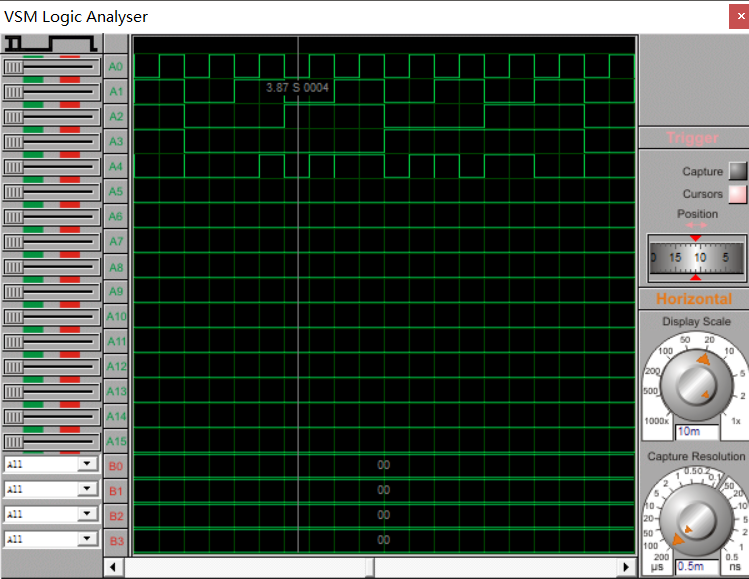 VSM Logic Analyser
A0
A1
3.87 S 0004
A2
A3
A4
A5
A6
A7
A8
A9
A10
A11
A12
A13
A14
A15
All
B0
00
All
B1
00
All
B2
00
All
B3
00
Trigger
Capture
Cursors
Position
0 15 10 5
Horizontal
Display Scale
1000x 500 200 100 50 20 10 5 2 1x
10m
Capture Resolution
200 100 50 20 10 5 2 1 0.5 0.2 100 50 20 10 5 2 1 0.5
µs ns
0.5m